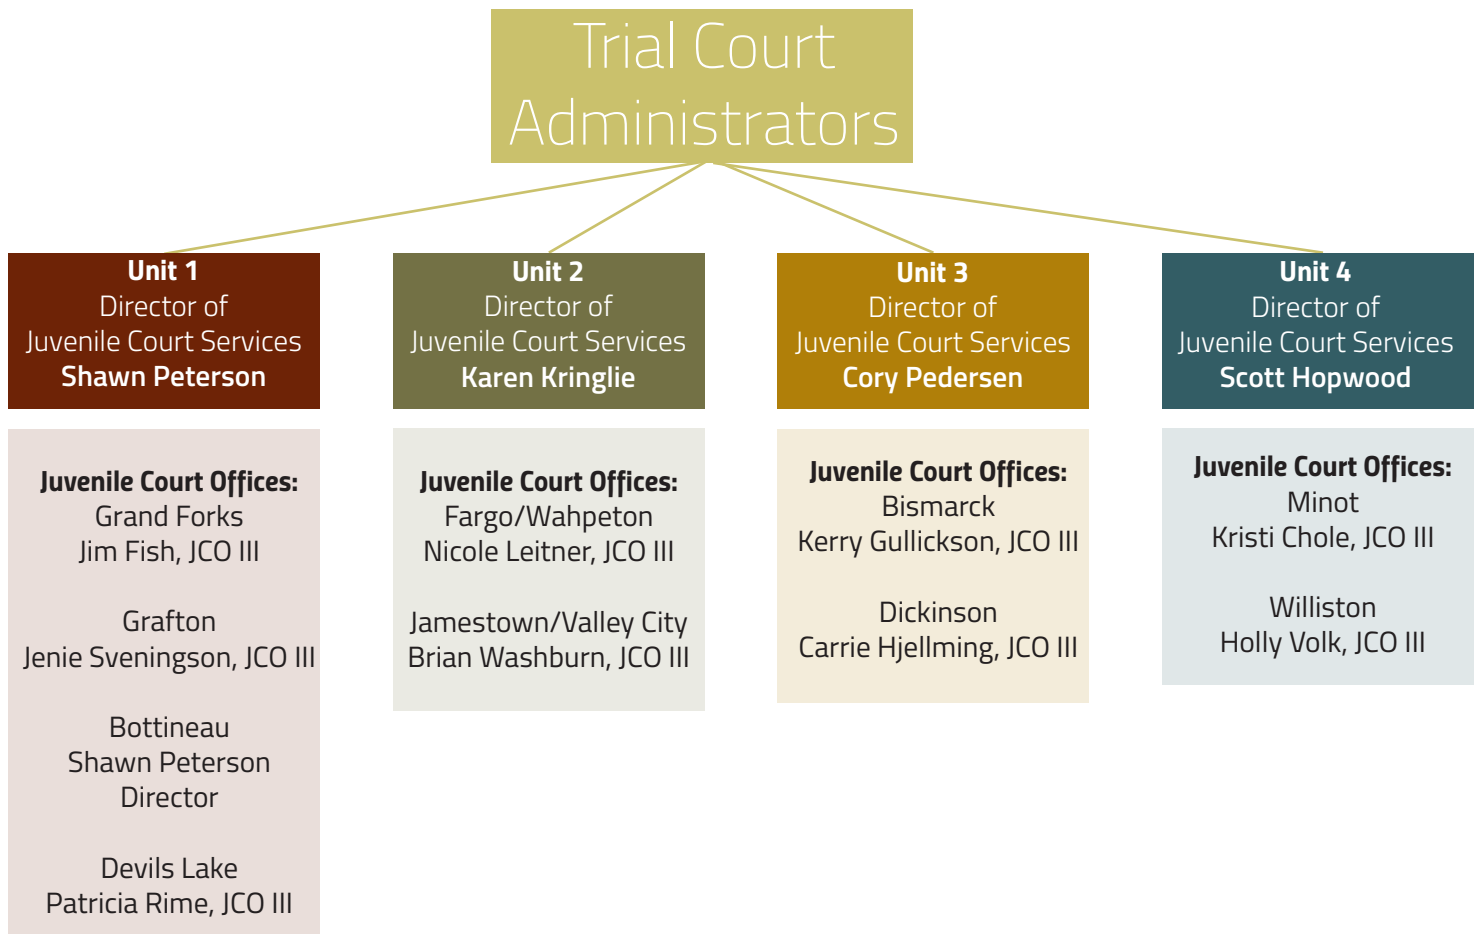 Trial Court
Administrators
Unit 1
Director of
Juvenile Court Services
Shawn Peterson
Juvenile Court Offices:
Grand Forks
Jim Fish, JCO III
Grafton
Jenie Sveningson, JCO III
Bottineau
Shawn Peterson
Director
Devils Lake
Patricia Rime, JCO III
Unit 2
Director of
Juvenile Court Services
Karen Kringlie
Juvenile Court Offices:
Fargo/Wahpeton
Nicole Leitner, JCO III
Jamestown/Valley City
Brian Washburn, JCO III
Unit 3
Director of
Juvenile Court Services
Cory Pedersen
Juvenile Court Offices:
Bismarck
Kerry Gullickson, JCO III
Dickinson
Carrie Hjellming, JCO III
Unit 4
Director of
Juvenile Court Services
Scott Hopwood
Juvenile Court Offices:
Minot
Kristi Chole, JCO III
Williston
Holly Volk, JCO III